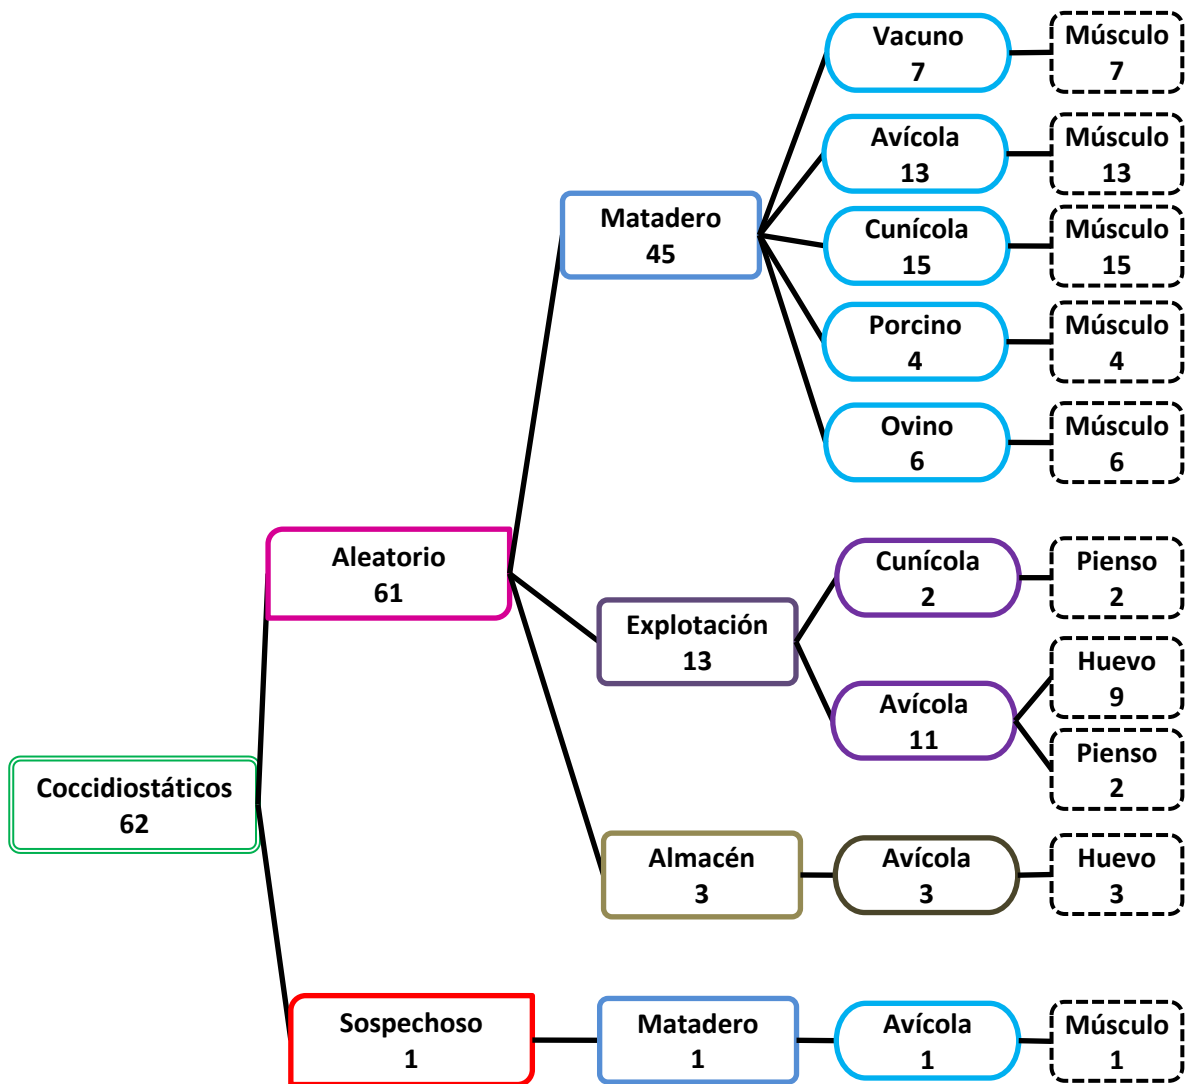 Vacuno
7
Músculo
7
Avícola
13
Músculo
13
Matadero
45
Cunícola
15
Músculo
15
Porcino
4
Músculo
4
Ovino
6
Músculo
6
Aleatorio
61
Cunícola
2
Pienso
2
Explotación
13
Huevo
9
Avícola
11
Pienso
2
Coccidiostáticos
62
Almacén
3
Avícola
3
Huevo
3
Sospechoso
1
Matadero
1
Avícola
1
Músculo
1